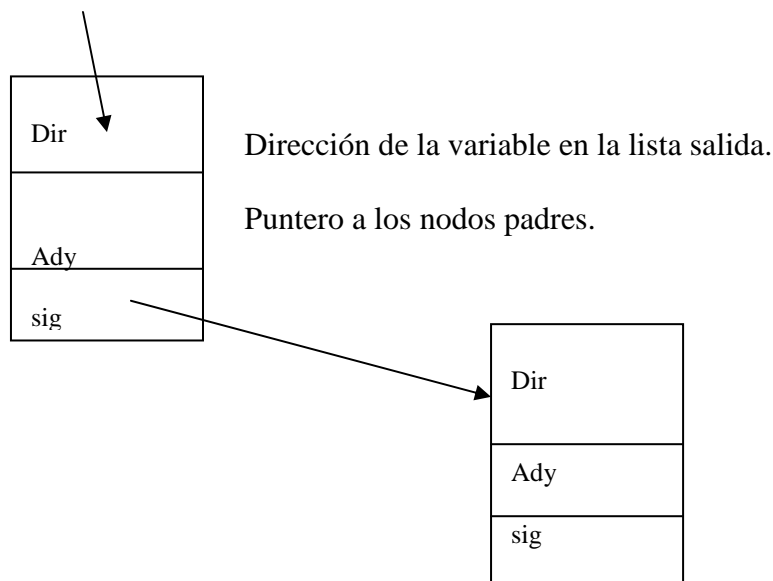 Dir
Dirección de la variable en la lista salida.
Puntero a los nodos padres.
Ady
sig
Dir
Ady
sig